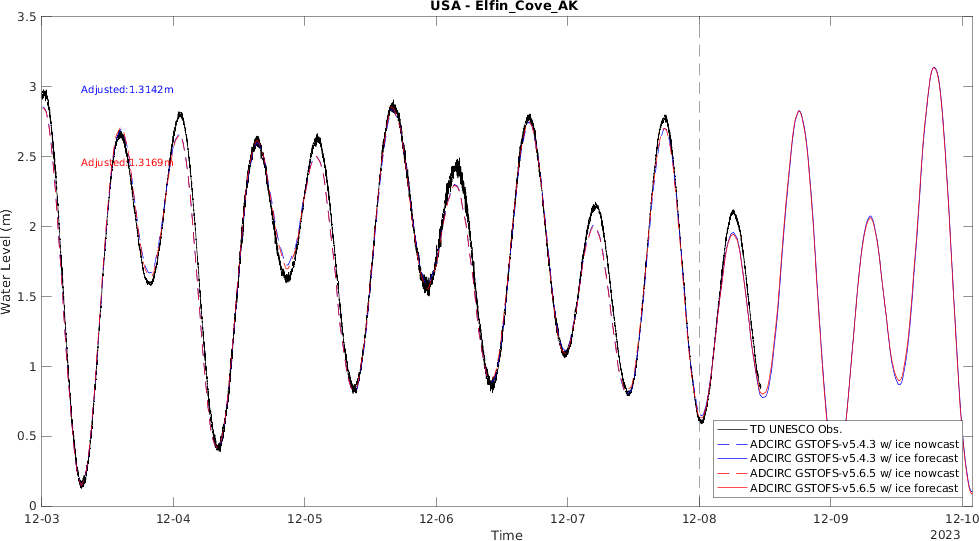 USA - Elfin_Cove_AK
3.5
3
2.5
2
1.5
1
0.5
0
Water Level (m)
Adjusted:1.3142m
Adjusted:1.3169m
TD UNESCO Obs.
ADCIRC GSTOFS-v5.4.3 w/ ice nowcast
ADCIRC GSTOFS-v5.4.3 w/ ice forecast
ADCIRC GSTOFS-v5.6.5 w/ ice nowcast
ADCIRC GSTOFS-v5.6.5 w/ ice forecast
12-03 12-04 12-05 12-06 12-07 12-08 12-09 12-10
Time
2023